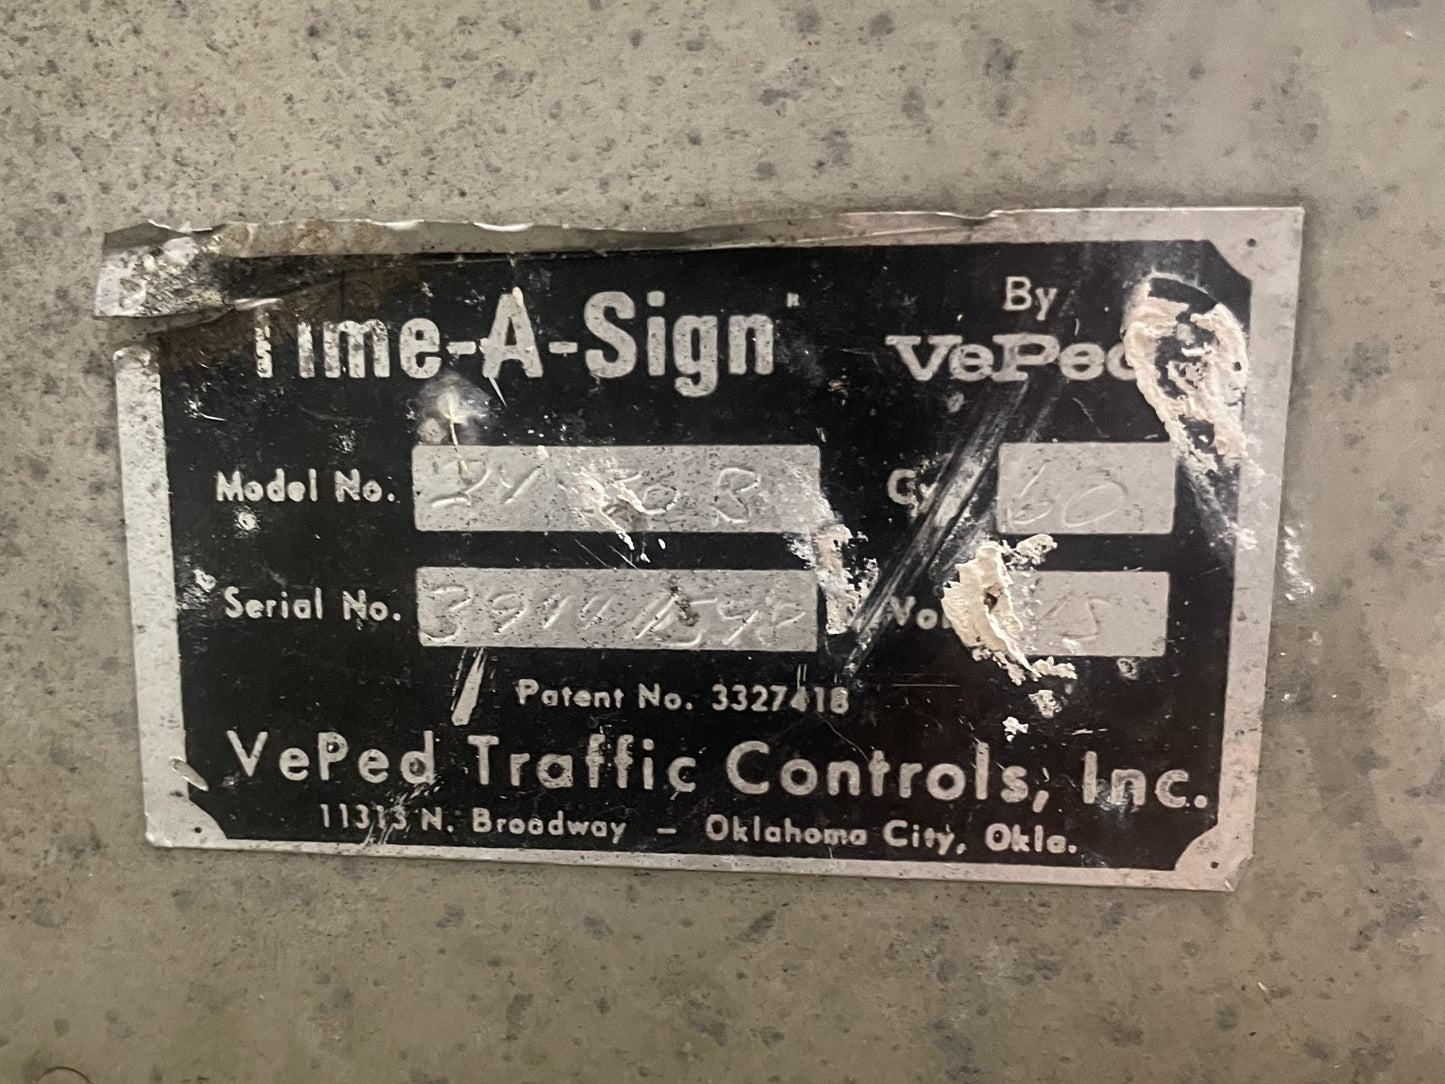 Time-A-Sign
By
VePed
Model No.
60
Serial No.
Patent No. 3327418
VePed Traffic Controls, Inc.
11313 N. Broadway - Oklahoma City, Okla.